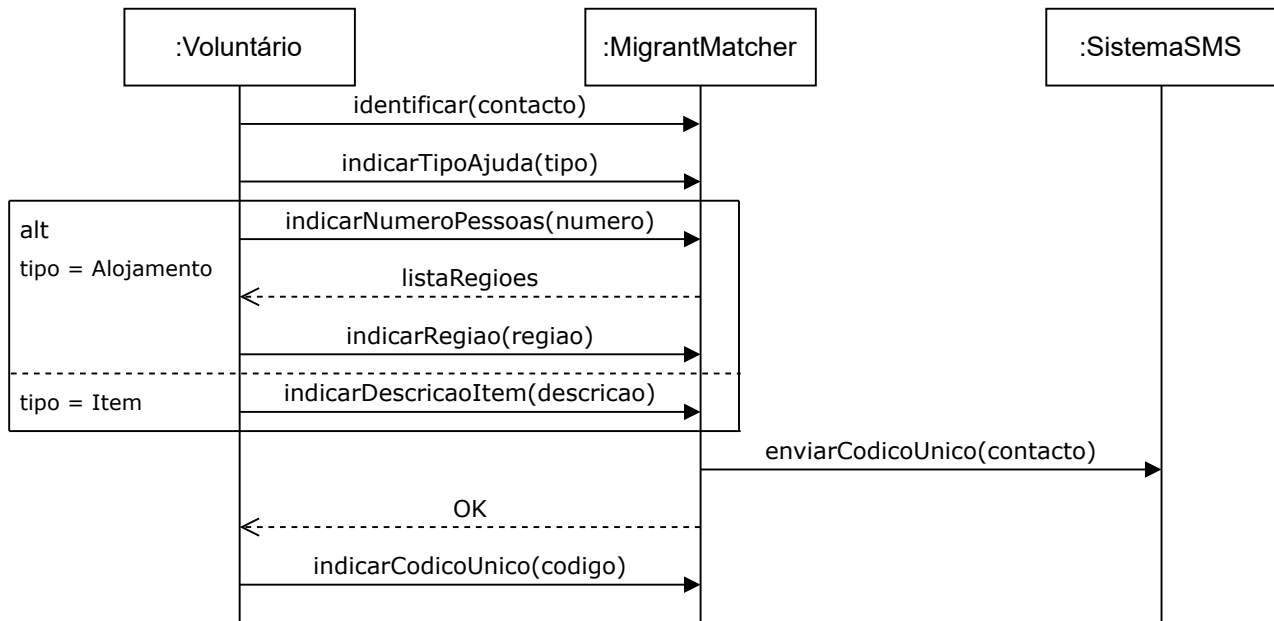 :Voluntário
:MigrantMatcher
:SistemaSMS
identificar(contacto)
indicarTipoAjuda(tipo)
alt
indicarNumeroPessoas(numero)
tipo = Alojamento
listaRegioes
indicarRegiao(regiao)
tipo = Item
indicarDescricaoItem(descricao)
enviarCodicoUnico(contacto)
OK
indicarCodicoUnico(codigo)